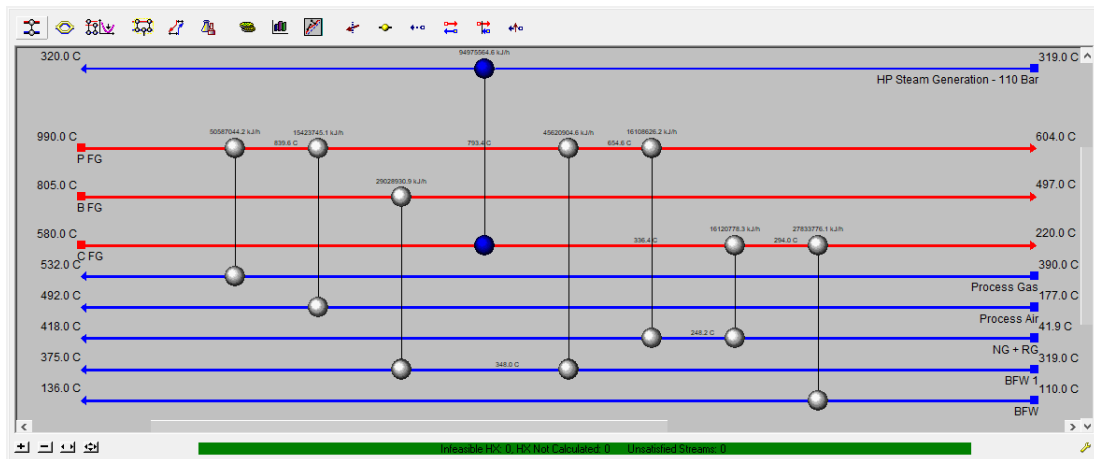 94975564.6 kJ/h
320.0 C
319.0 C
HP Steam Generation - 110 Bar
50587044.2 kJ/h 15423745.1 kJ/h 45620904.6 kJ/h 16108626.2 kJ/h
990.0 C 839.6 C 793.4 C 654.6 C 604.0 C
P FG
29028930.9 kJ/h
805.0 C 497.0 C
B FG
16120778.3 kJ/h 27833776.1 kJ/h
580.0 C 336.4 C 294.0 C 220.0 C
C FG
532.0 C 390.0 C
Process Gas
492.0 C 177.0 C
Process Air
418.0 C 248.2 C 41.9 C
NG + RG
375.0 C 348.0 C 319.0 C
BFW 1
136.0 C 110.0 C
BFW
Infeasible HX: 0, HX Not Calculated: 0 Unsatisfied Streams: 0